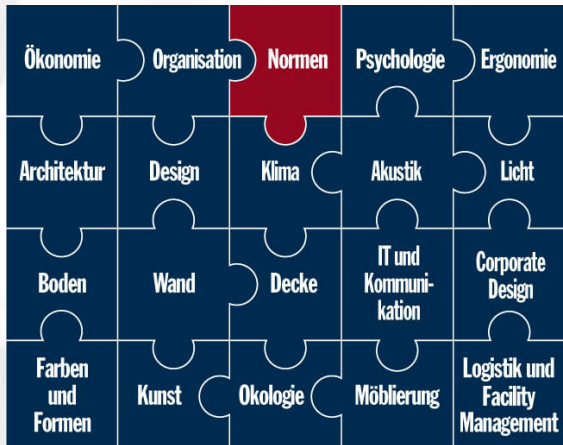 Ökonomie
Organisation
Normen
Psychologie
Ergonomie
Architektur
Design
Klima
Akustik
Licht
Boden
Wand
Decke
IT und
Kommuni-
kation
Corporate
Design
Farben
und
Formen
Kunst
Okologie
Möblierung
Logistik und
Facility
Management